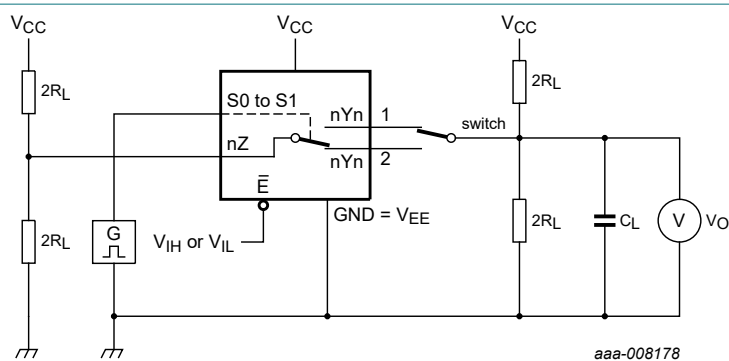 VCC VCC VCC
2RL 2RL
S0 to S1
nYn 1
switch
nZ
nYn 2
E̅
GND = VEE
2RL G VIH or VIL 2RL CL V VO
aaa-008178